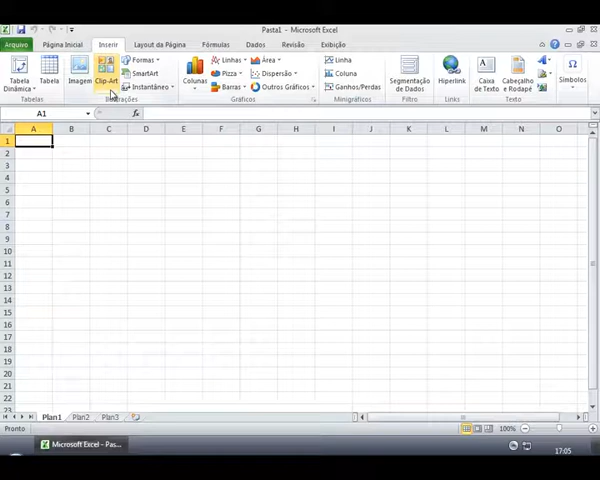 Pasta1 - Microsoft Excel
Arquivo Página Inicial Inserir Layout da Página Fórmulas Dados Revisão Exibição
Tabela Dinâmica Tabela Imagem Clip-Art Formas SmartArt Instantâneo Colunas Linhas Pizza Barras Área Dispersão Outros Gráficos Linha Coluna Ganhos/Perdas Segmentação de Dados Hiperlink Caixa de Texto Cabeçalho e Rodapé Símbolos
Tabelas Ilustrações Gráficos Minigráficos Filtro Links Texto
A1 fx
A B C D E F G H I J K L M N O
1
2
3
4
5
6
7
8
9
10
11
12
13
14
15
16
17
18
19
20
21
22
23
Plan1 Plan2 Plan3
Pronto 100%
Microsoft Excel - Pas...
17:05